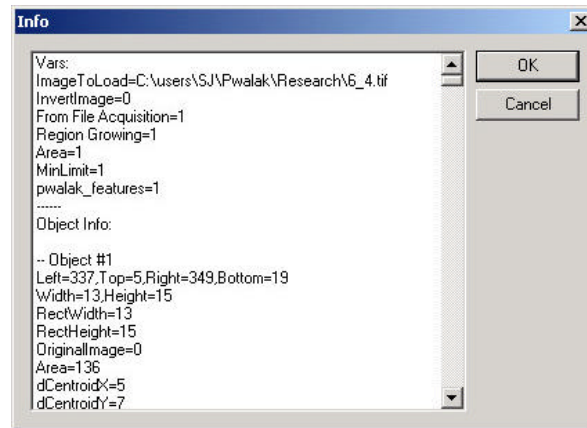 Info
Vars:
ImageToLoad=C:\users\SJ\Pwalak\Research\6_4.tif
InvertImage=0
From File Acquisition=1
Region Growing=1
Area=1
MinLimit=1
pwalak_features=1
------
Object Info:
-- Object #1
Left=337,Top=5,Right=349,Bottom=19
Width=13,Height=15
RectWidth=13
RectHeight=15
OriginalImage=0
Area=136
dCentroidX=5
dCentroidY=7
OK
Cancel